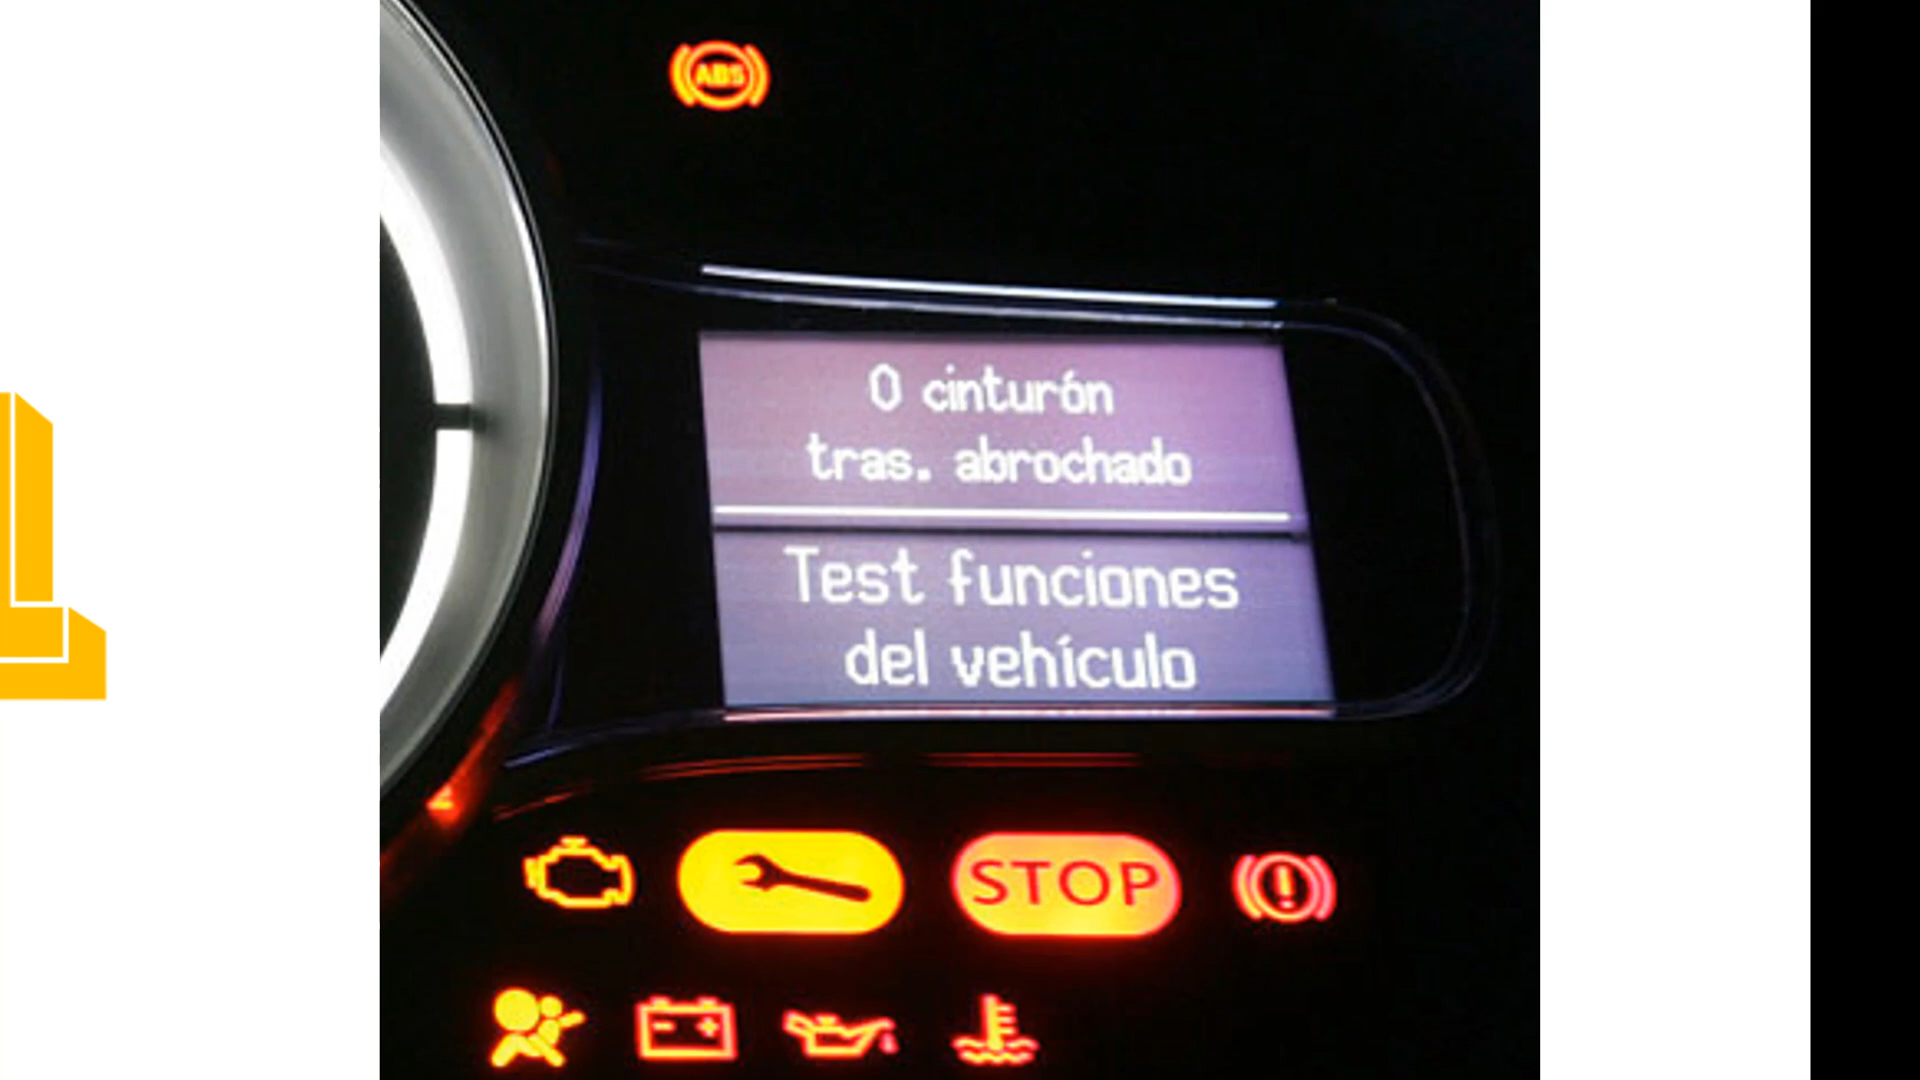 ABS
0 cinturón
tras. abrochado
Test funciones
del vehículo
STOP